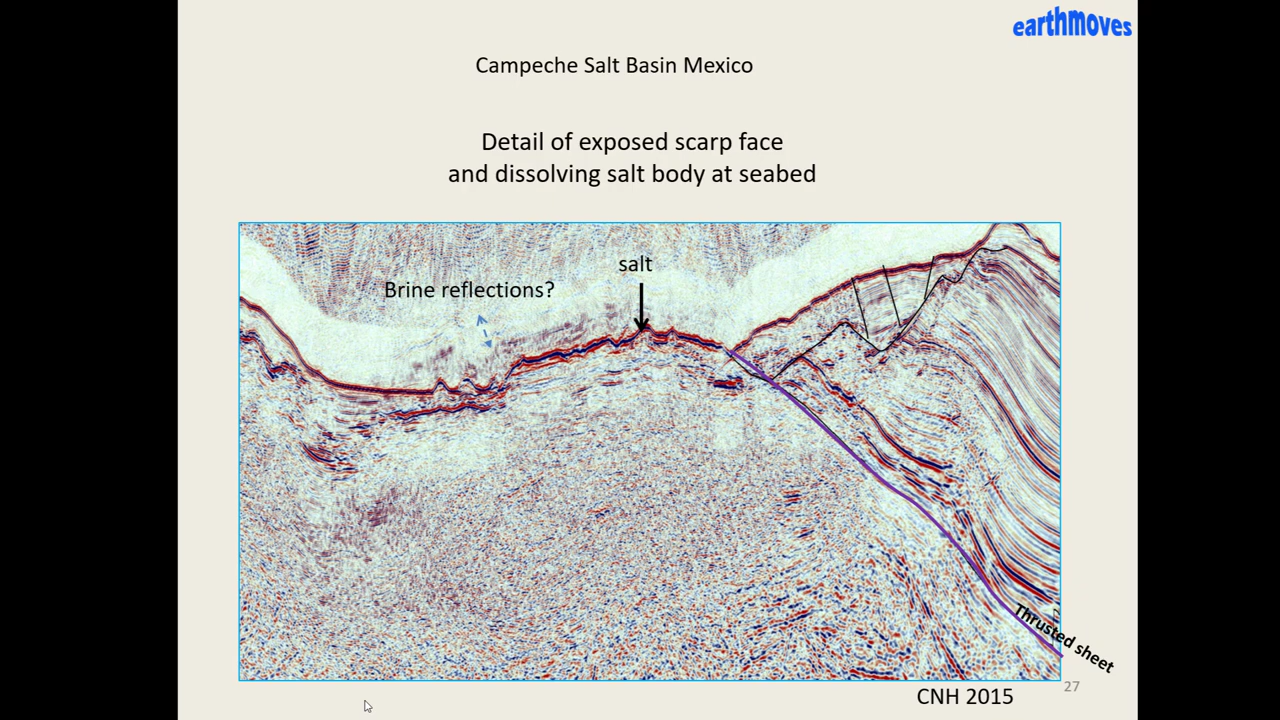 earthmoves
Campeche Salt Basin Mexico
Detail of exposed scarp face
and dissolving salt body at seabed
salt
Brine reflections?
Thrusted sheet
27
CNH 2015